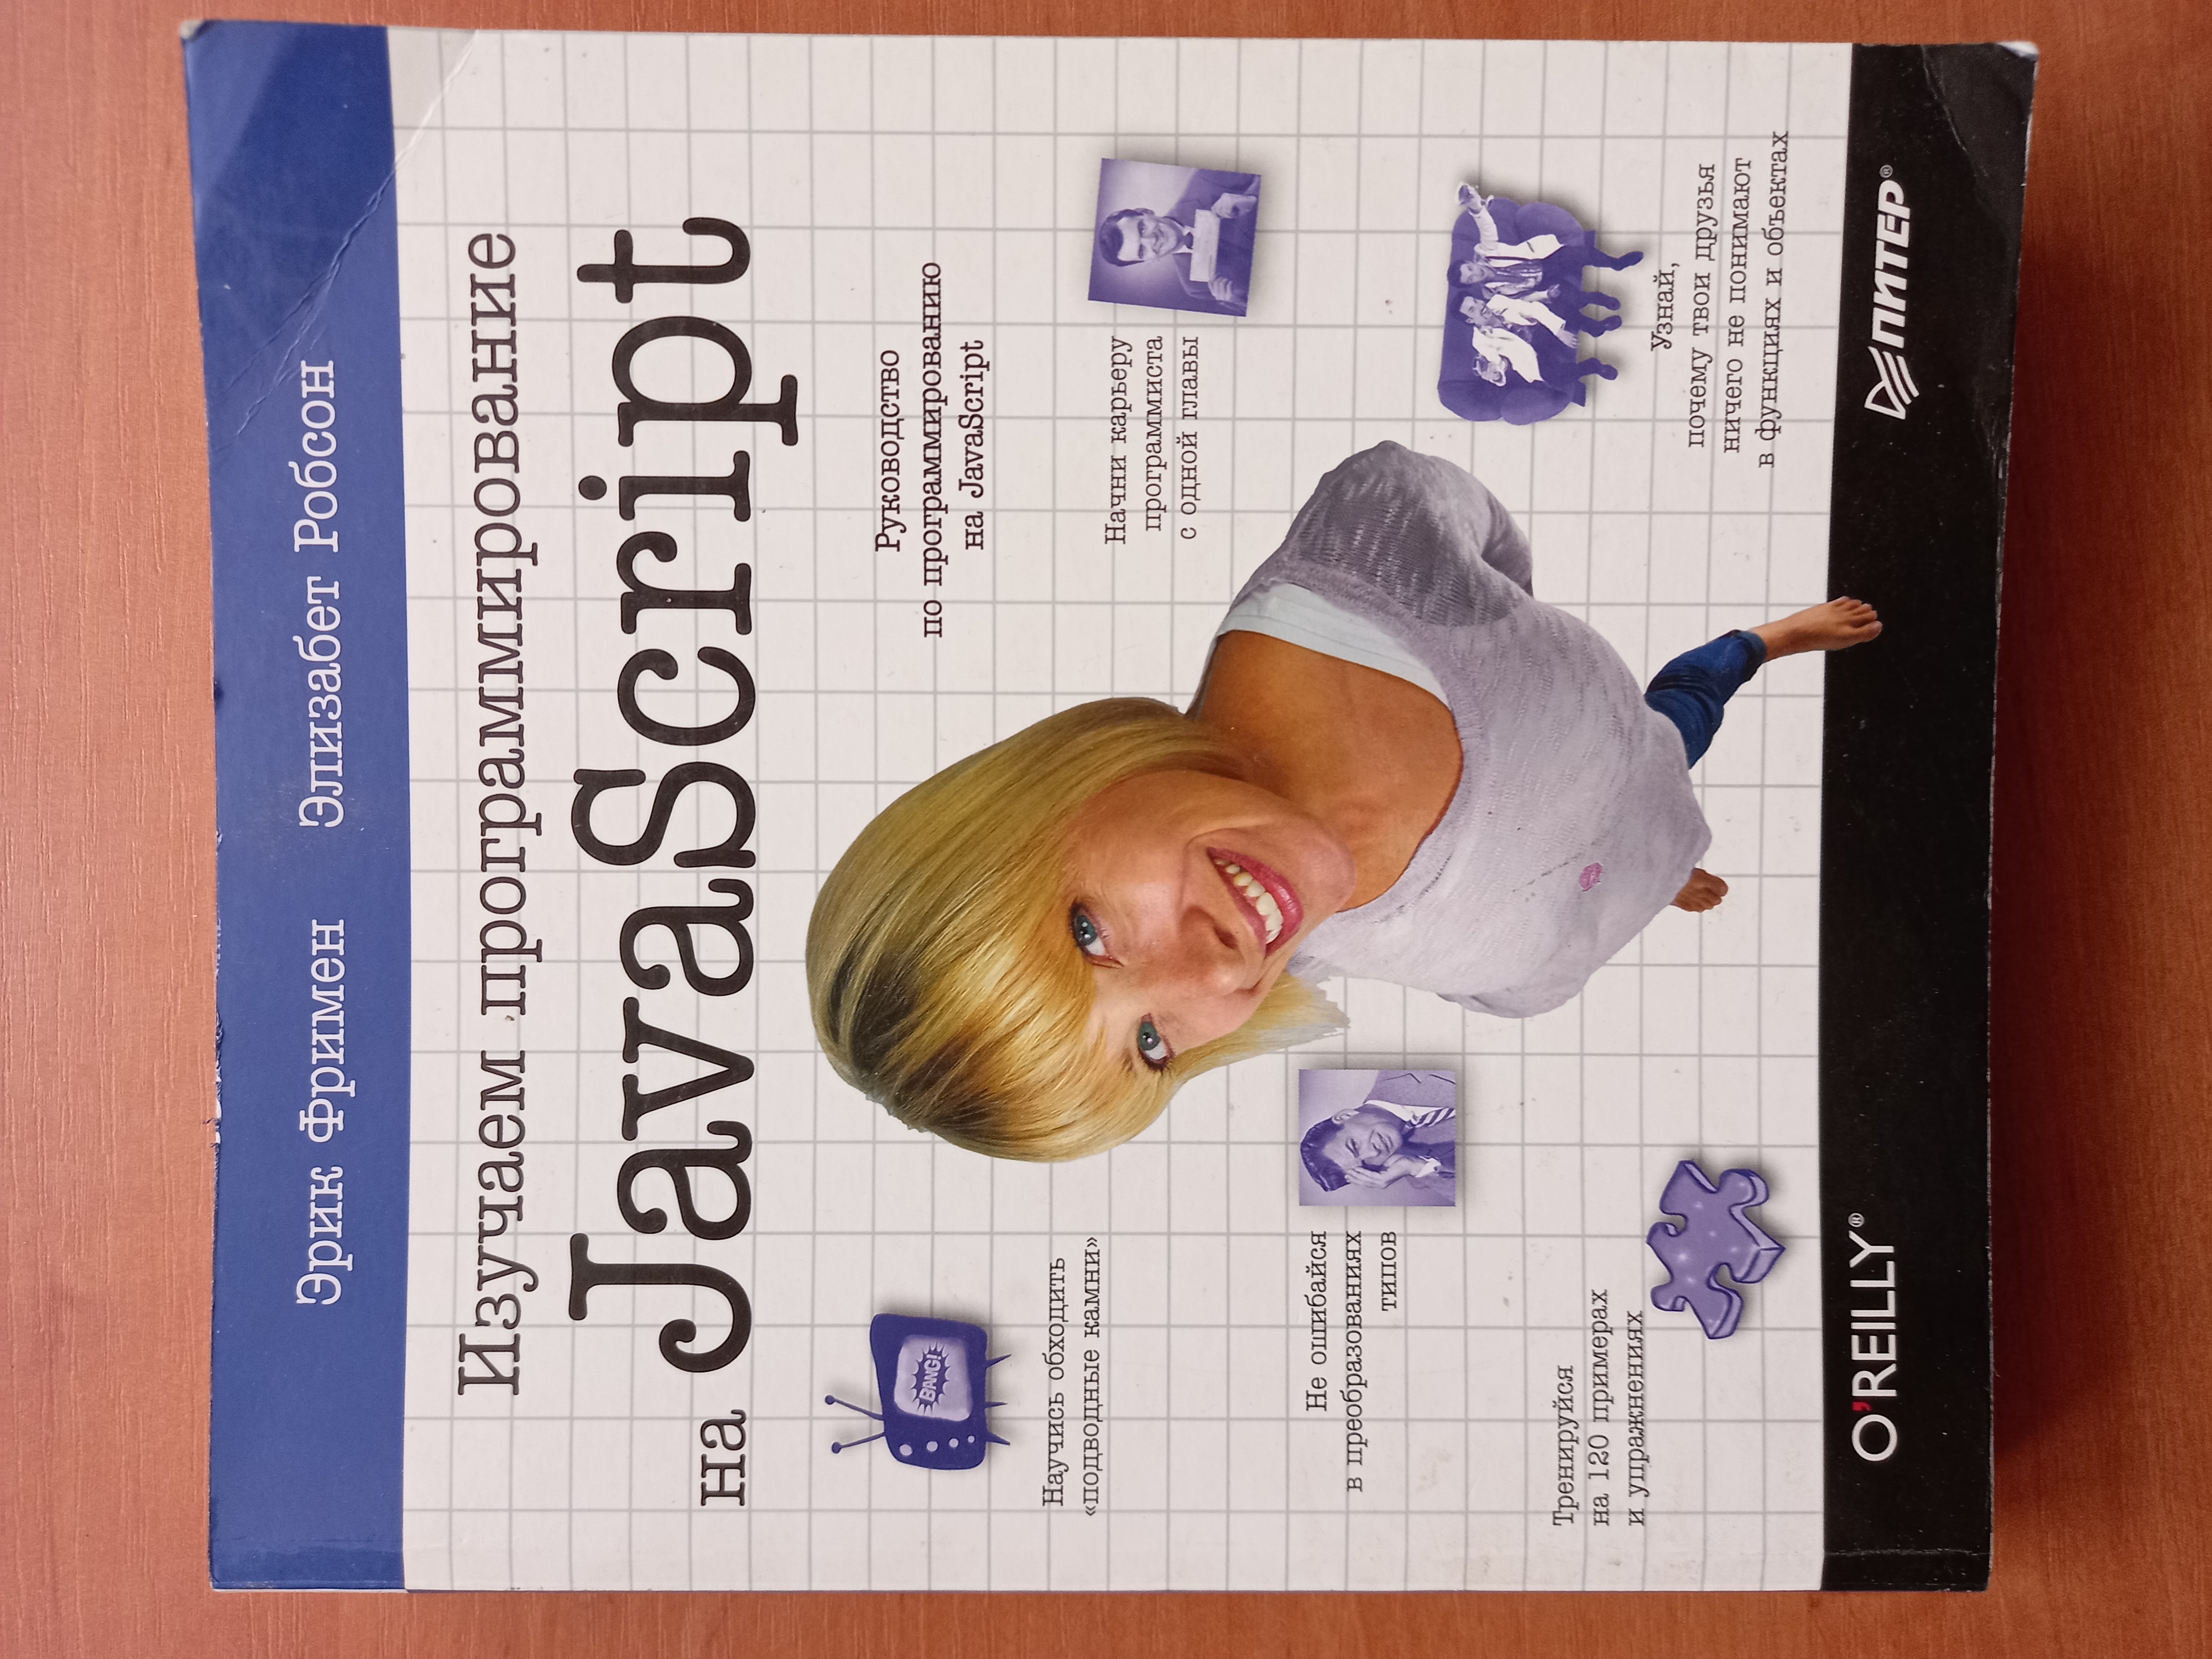 Эрик Фримен Элизабет Робсон
Изучаем программирование
на JavaScript
BANG!
Научись обходить
«подводные камни»
Руководство
по программированию
на JavaScript
Начни карьеру
программиста
с одной главы
Не ошибайся
в преобразованиях
типов
Тренируйся
на 120 примерах
и упражнениях
Узнай,
почему твои друзья
ничего не понимают
в функциях и объектах
O'REILLY®
ПИТЕР®